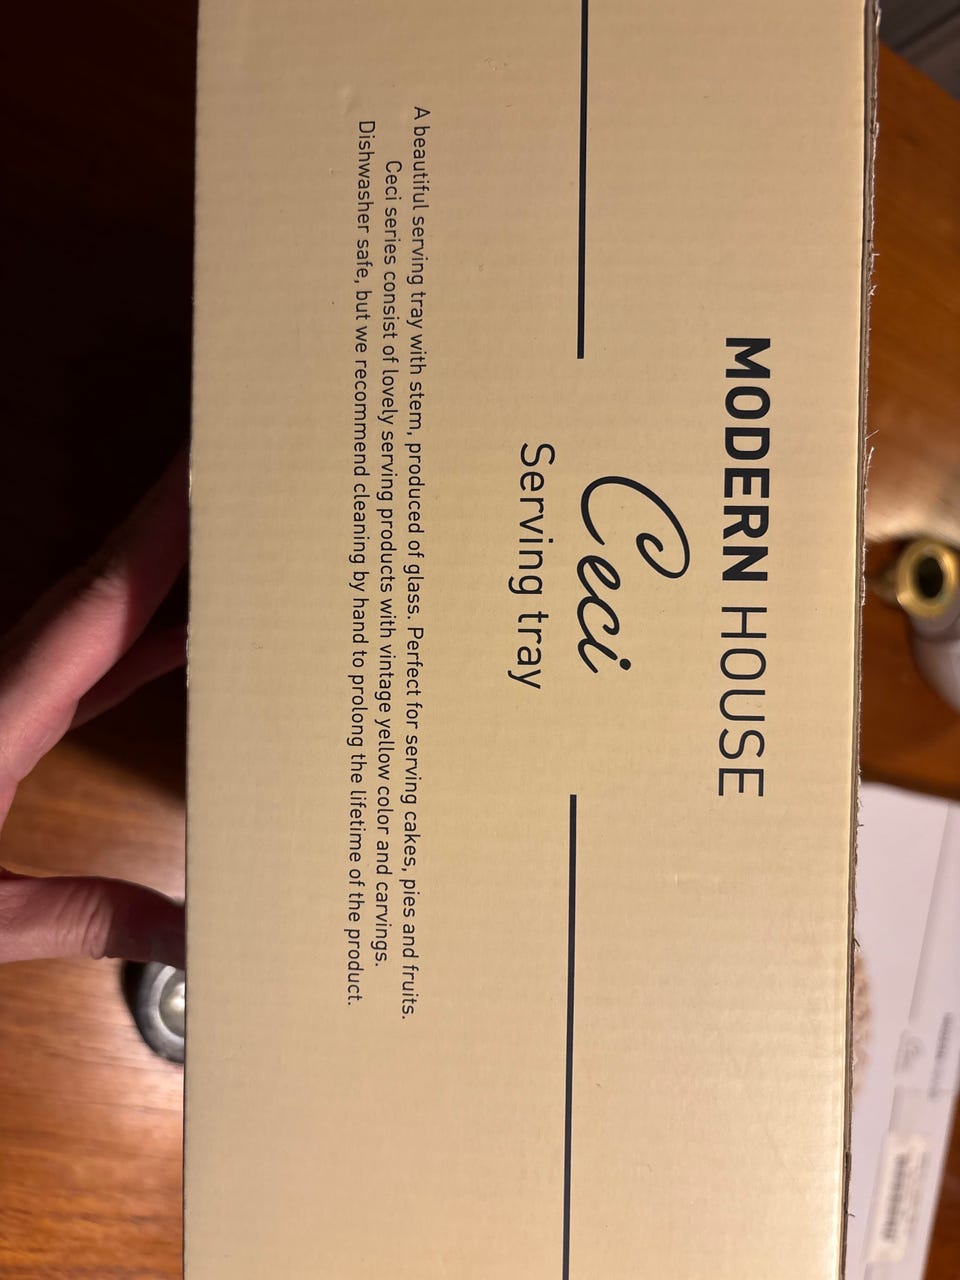 MODERN HOUSE
Ceci
Serving tray
A beautiful serving tray with stem, produced of glass. Perfect for serving cakes, pies and fruits.
Ceci series consist of lovely serving products with vintage yellow color and carvings.
Dishwasher safe, but we recommend cleaning by hand to prolong the lifetime of the product.